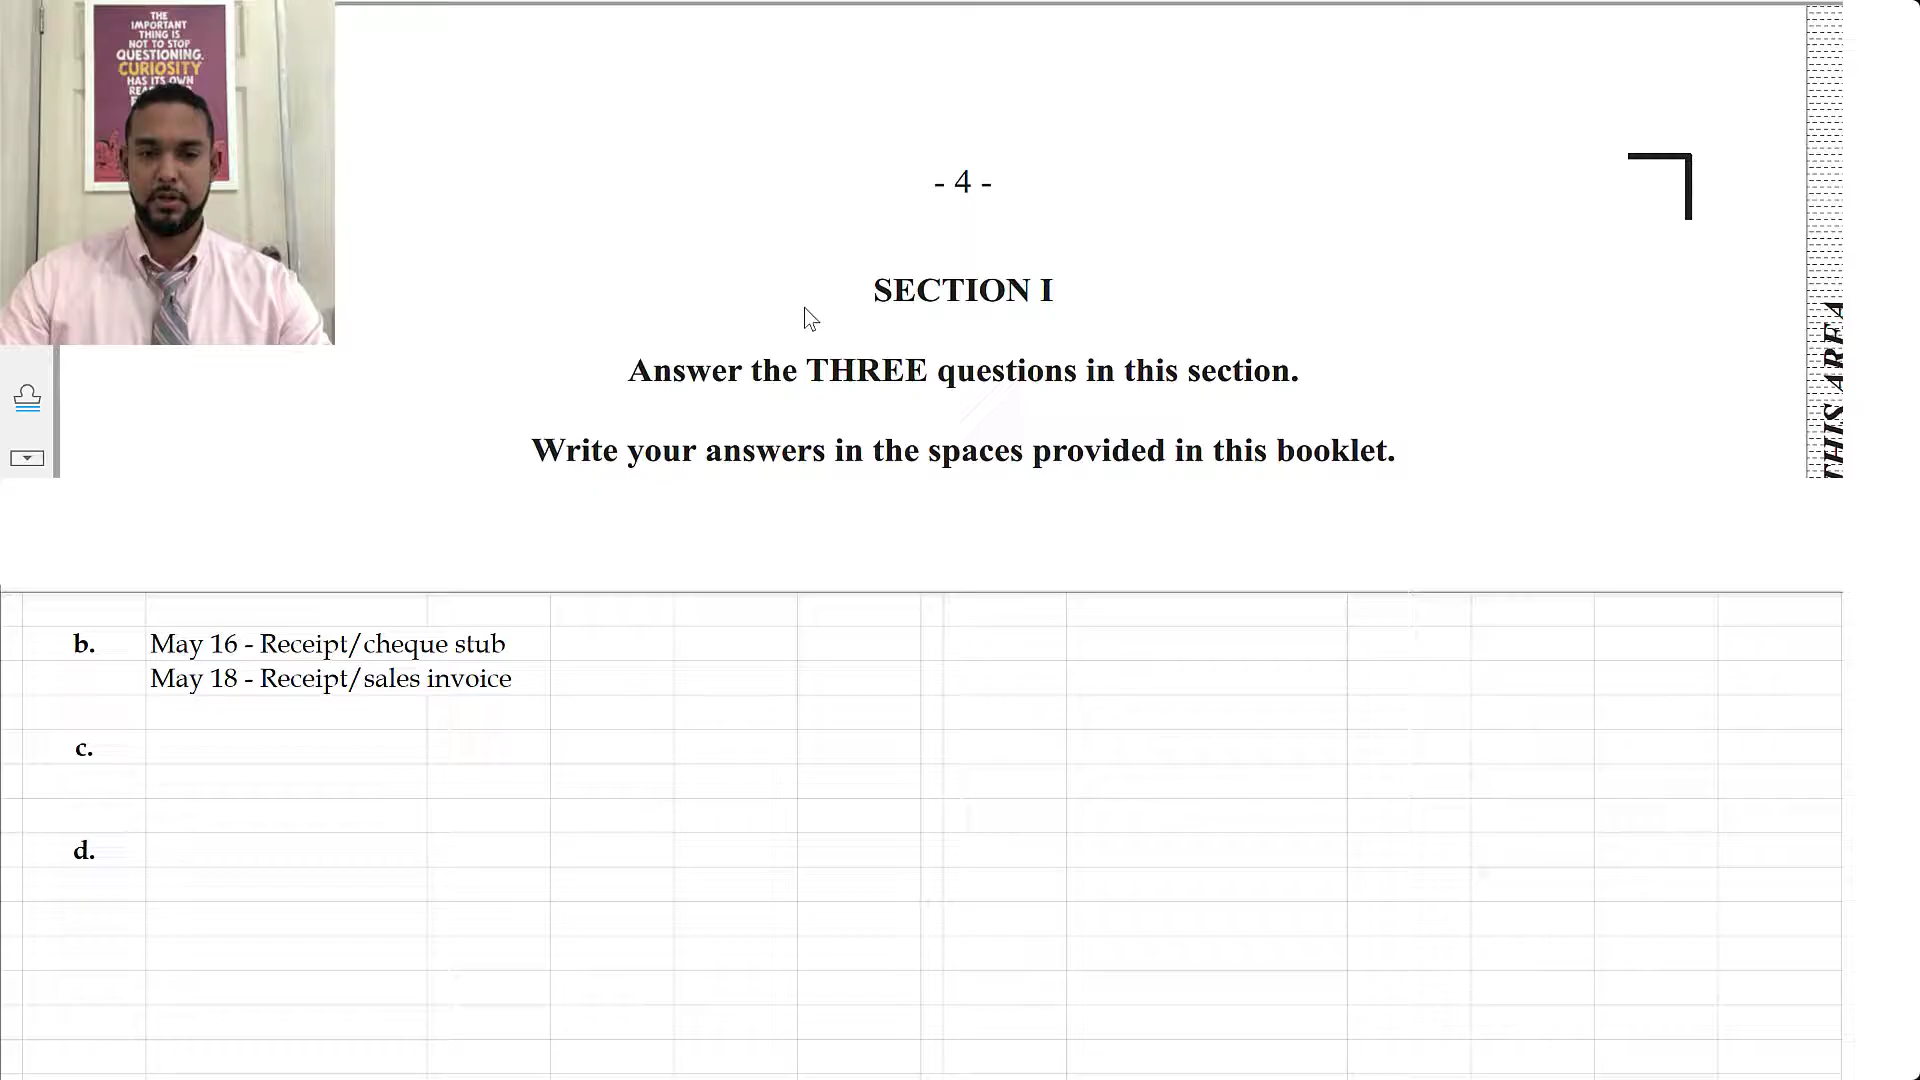 THE
IMPORTANT
THING IS
NOT TO STOP
QUESTIONING.
CURIOSITY
HAS ITS OWN
- 4 -
SECTION I
Answer the THREE questions in this section.
Write your answers in the spaces provided in this booklet.
THIS AREA
b. May 16 - Receipt/cheque stub
May 18 - Receipt/sales invoice
c.
d.